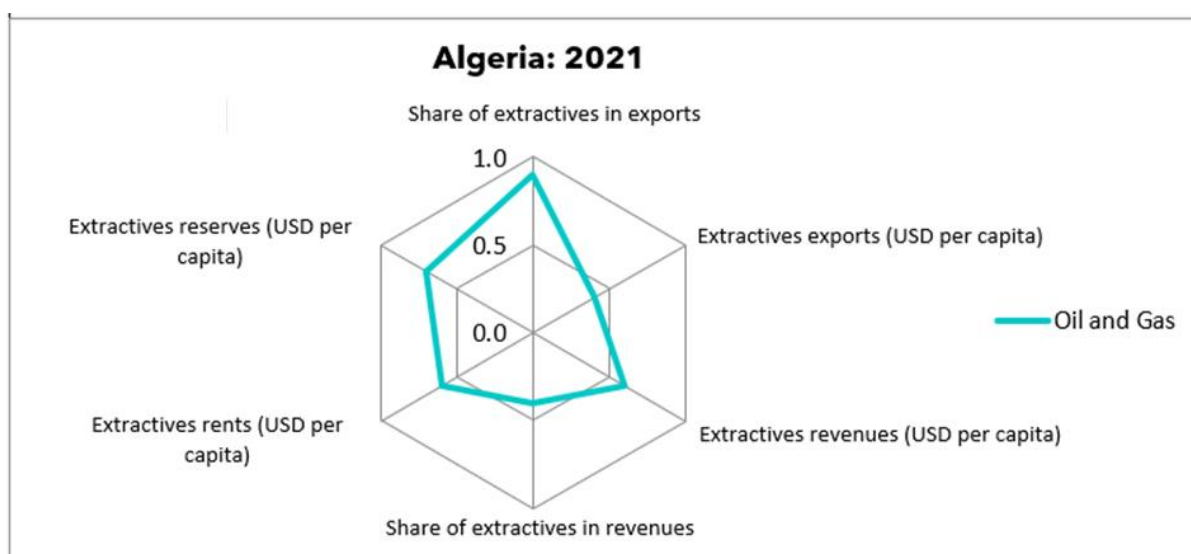 Algeria: 2021
Share of extractives in exports
1.0
Extractives reserves (USD per
capita)
Extractives exports (USD per capita)
0.5
0.0
Oil and Gas
Extractives rents (USD per
capita)
Extractives revenues (USD per capita)
Share of extractives in revenues